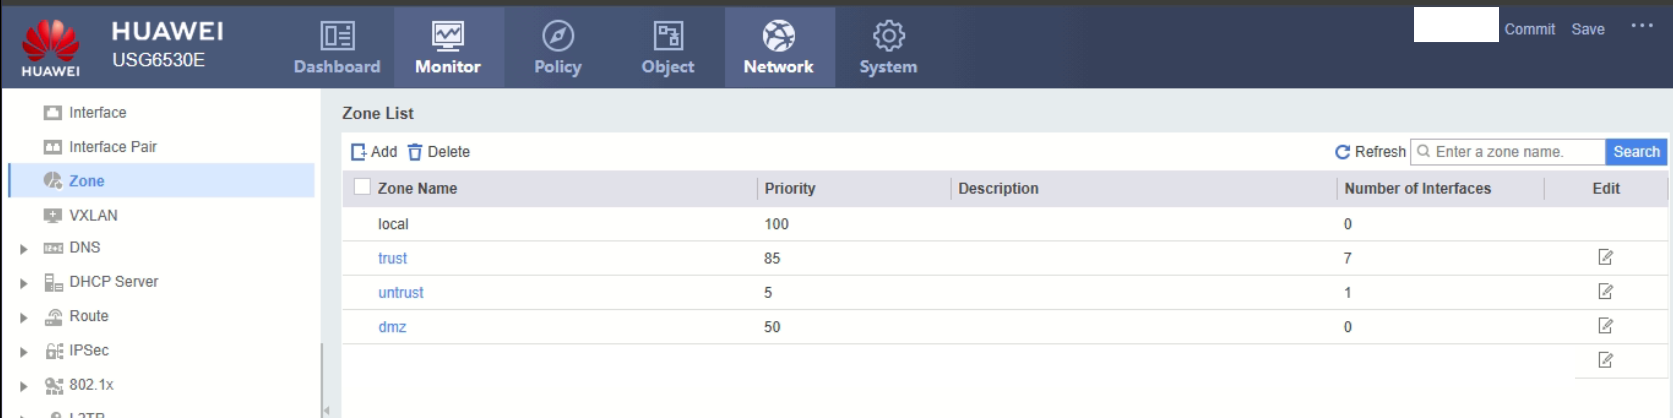 HUAWEI
HUAWEI
USG6530E
Dashboard
Monitor
Policy
Object
Network
System
Commit
Save
Interface
Interface Pair
Zone
VXLAN
DNS
DHCP Server
Route
IPSec
802.1x
L2TP
Zone List
Add Delete
Refresh Enter a zone name. Search
Zone Name Priority Description Number of Interfaces Edit
local 100 0
trust 85 7
untrust 5 1
dmz 50 0